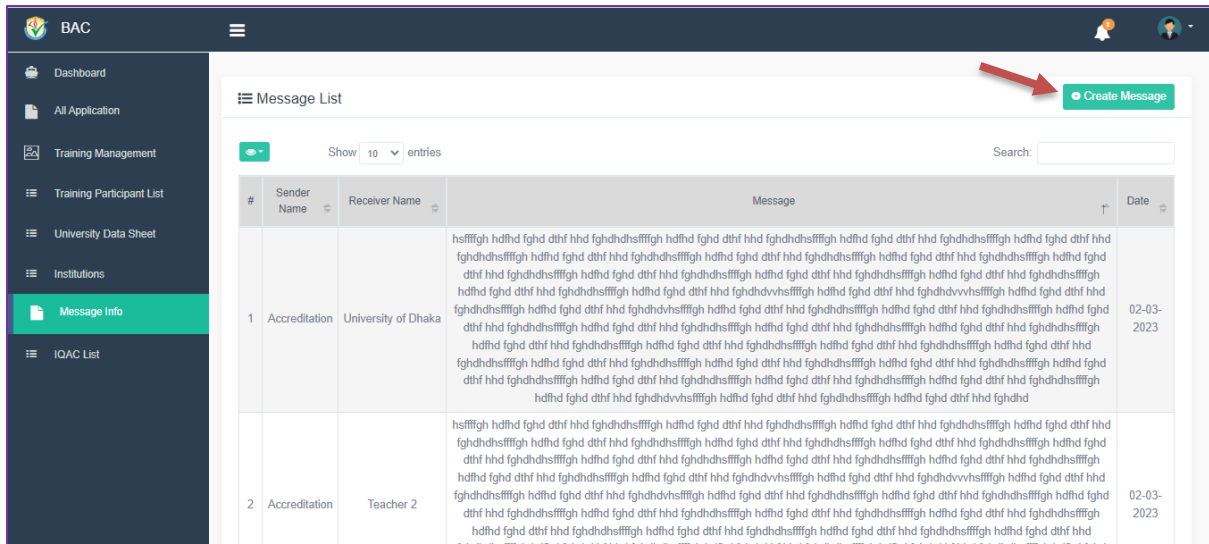 BAC
2
Dashboard
All Application
Training Management
Training Participant List
University Data Sheet
Institutions
Message Info
IQAC List
Message List
Create Message
Show 10 entries
Search:
# Sender Name Receiver Name Message Date
hsffffgh hdfhd fghd dthf hhd fghdhdhsffffgh hdfhd fghd dthf hhd fghdhdhsffffgh hdfhd fghd dthf hhd fghdhdhsffffgh hdfhd fghd dthf hhd
fghdhdhsffffgh hdfhd fghd dthf hhd fghdhdhsffffgh hdfhd fghd dthf hhd fghdhdhsffffgh hdfhd fghd dthf hhd fghdhdhsffffgh hdfhd fghd
dthf hhd fghdhdhsffffgh hdfhd fghd dthf hhd fghdhdhsffffgh hdfhd fghd dthf hhd fghdhdhsffffgh hdfhd fghd dthf hhd fghdhdhsffffgh
hdfhd fghd dthf hhd fghdhdhsffffgh hdfhd fghd dthf hhd fghdhdvvhsffffgh hdfhd fghd dthf hhd fghdhdvvvhsffffgh hdfhd fghd dthf hhd
1 Accreditation University of Dhaka fghdhdhsffffgh hdfhd fghd dthf hhd fghdhdvhsffffgh hdfhd fghd dthf hhd fghdhdhsffffgh hdfhd fghd dthf hhd fghdhdhsffffgh hdfhd fghd 02-03-2023
dthf hhd fghdhdhsffffgh hdfhd fghd dthf hhd fghdhdhsffffgh hdfhd fghd dthf hhd fghdhdhsffffgh hdfhd fghd dthf hhd fghdhdhsffffgh
hdfhd fghd dthf hhd fghdhdhsffffgh hdfhd fghd dthf hhd fghdhdhsffffgh hdfhd fghd dthf hhd fghdhdhsffffgh hdfhd fghd dthf hhd
fghdhdhsffffgh hdfhd fghd dthf hhd fghdhdhsffffgh hdfhd fghd dthf hhd fghdhdhsffffgh hdfhd fghd dthf hhd fghdhdhsffffgh hdfhd fghd
dthf hhd fghdhdhsffffgh hdfhd fghd dthf hhd fghdhdhsffffgh hdfhd fghd dthf hhd fghdhdhsffffgh hdfhd fghd dthf hhd fghdhdhsffffgh
hdfhd fghd dthf hhd fghdhdvvhsffffgh hdfhd fghd dthf hhd fghdhdhsffffgh hdfhd fghd dthf hhd fghdhd
hsffffgh hdfhd fghd dthf hhd fghdhdhsffffgh hdfhd fghd dthf hhd fghdhdhsffffgh hdfhd fghd dthf hhd fghdhdhsffffgh hdfhd fghd dthf hhd
fghdhdhsffffgh hdfhd fghd dthf hhd fghdhdhsffffgh hdfhd fghd dthf hhd fghdhdhsffffgh hdfhd fghd dthf hhd fghdhdhsffffgh hdfhd fghd
dthf hhd fghdhdhsffffgh hdfhd fghd dthf hhd fghdhdhsffffgh hdfhd fghd dthf hhd fghdhdhsffffgh hdfhd fghd dthf hhd fghdhdhsffffgh
hdfhd fghd dthf hhd fghdhdhsffffgh hdfhd fghd dthf hhd fghdhdvvhsffffgh hdfhd fghd dthf hhd fghdhdvvvhsffffgh hdfhd fghd dthf hhd
2 Accreditation Teacher 2 fghdhdhsffffgh hdfhd fghd dthf hhd fghdhdvhsffffgh hdfhd fghd dthf hhd fghdhdhsffffgh hdfhd fghd dthf hhd fghdhdhsffffgh hdfhd fghd 02-03-2023
dthf hhd fghdhdhsffffgh hdfhd fghd dthf hhd fghdhdhsffffgh hdfhd fghd dthf hhd fghdhdhsffffgh hdfhd fghd dthf hhd fghdhdhsffffgh
hdfhd fghd dthf hhd fghdhdhsffffgh hdfhd fghd dthf hhd fghdhdhsffffgh hdfhd fghd dthf hhd fghdhdhsffffgh hdfhd fghd dthf hhd